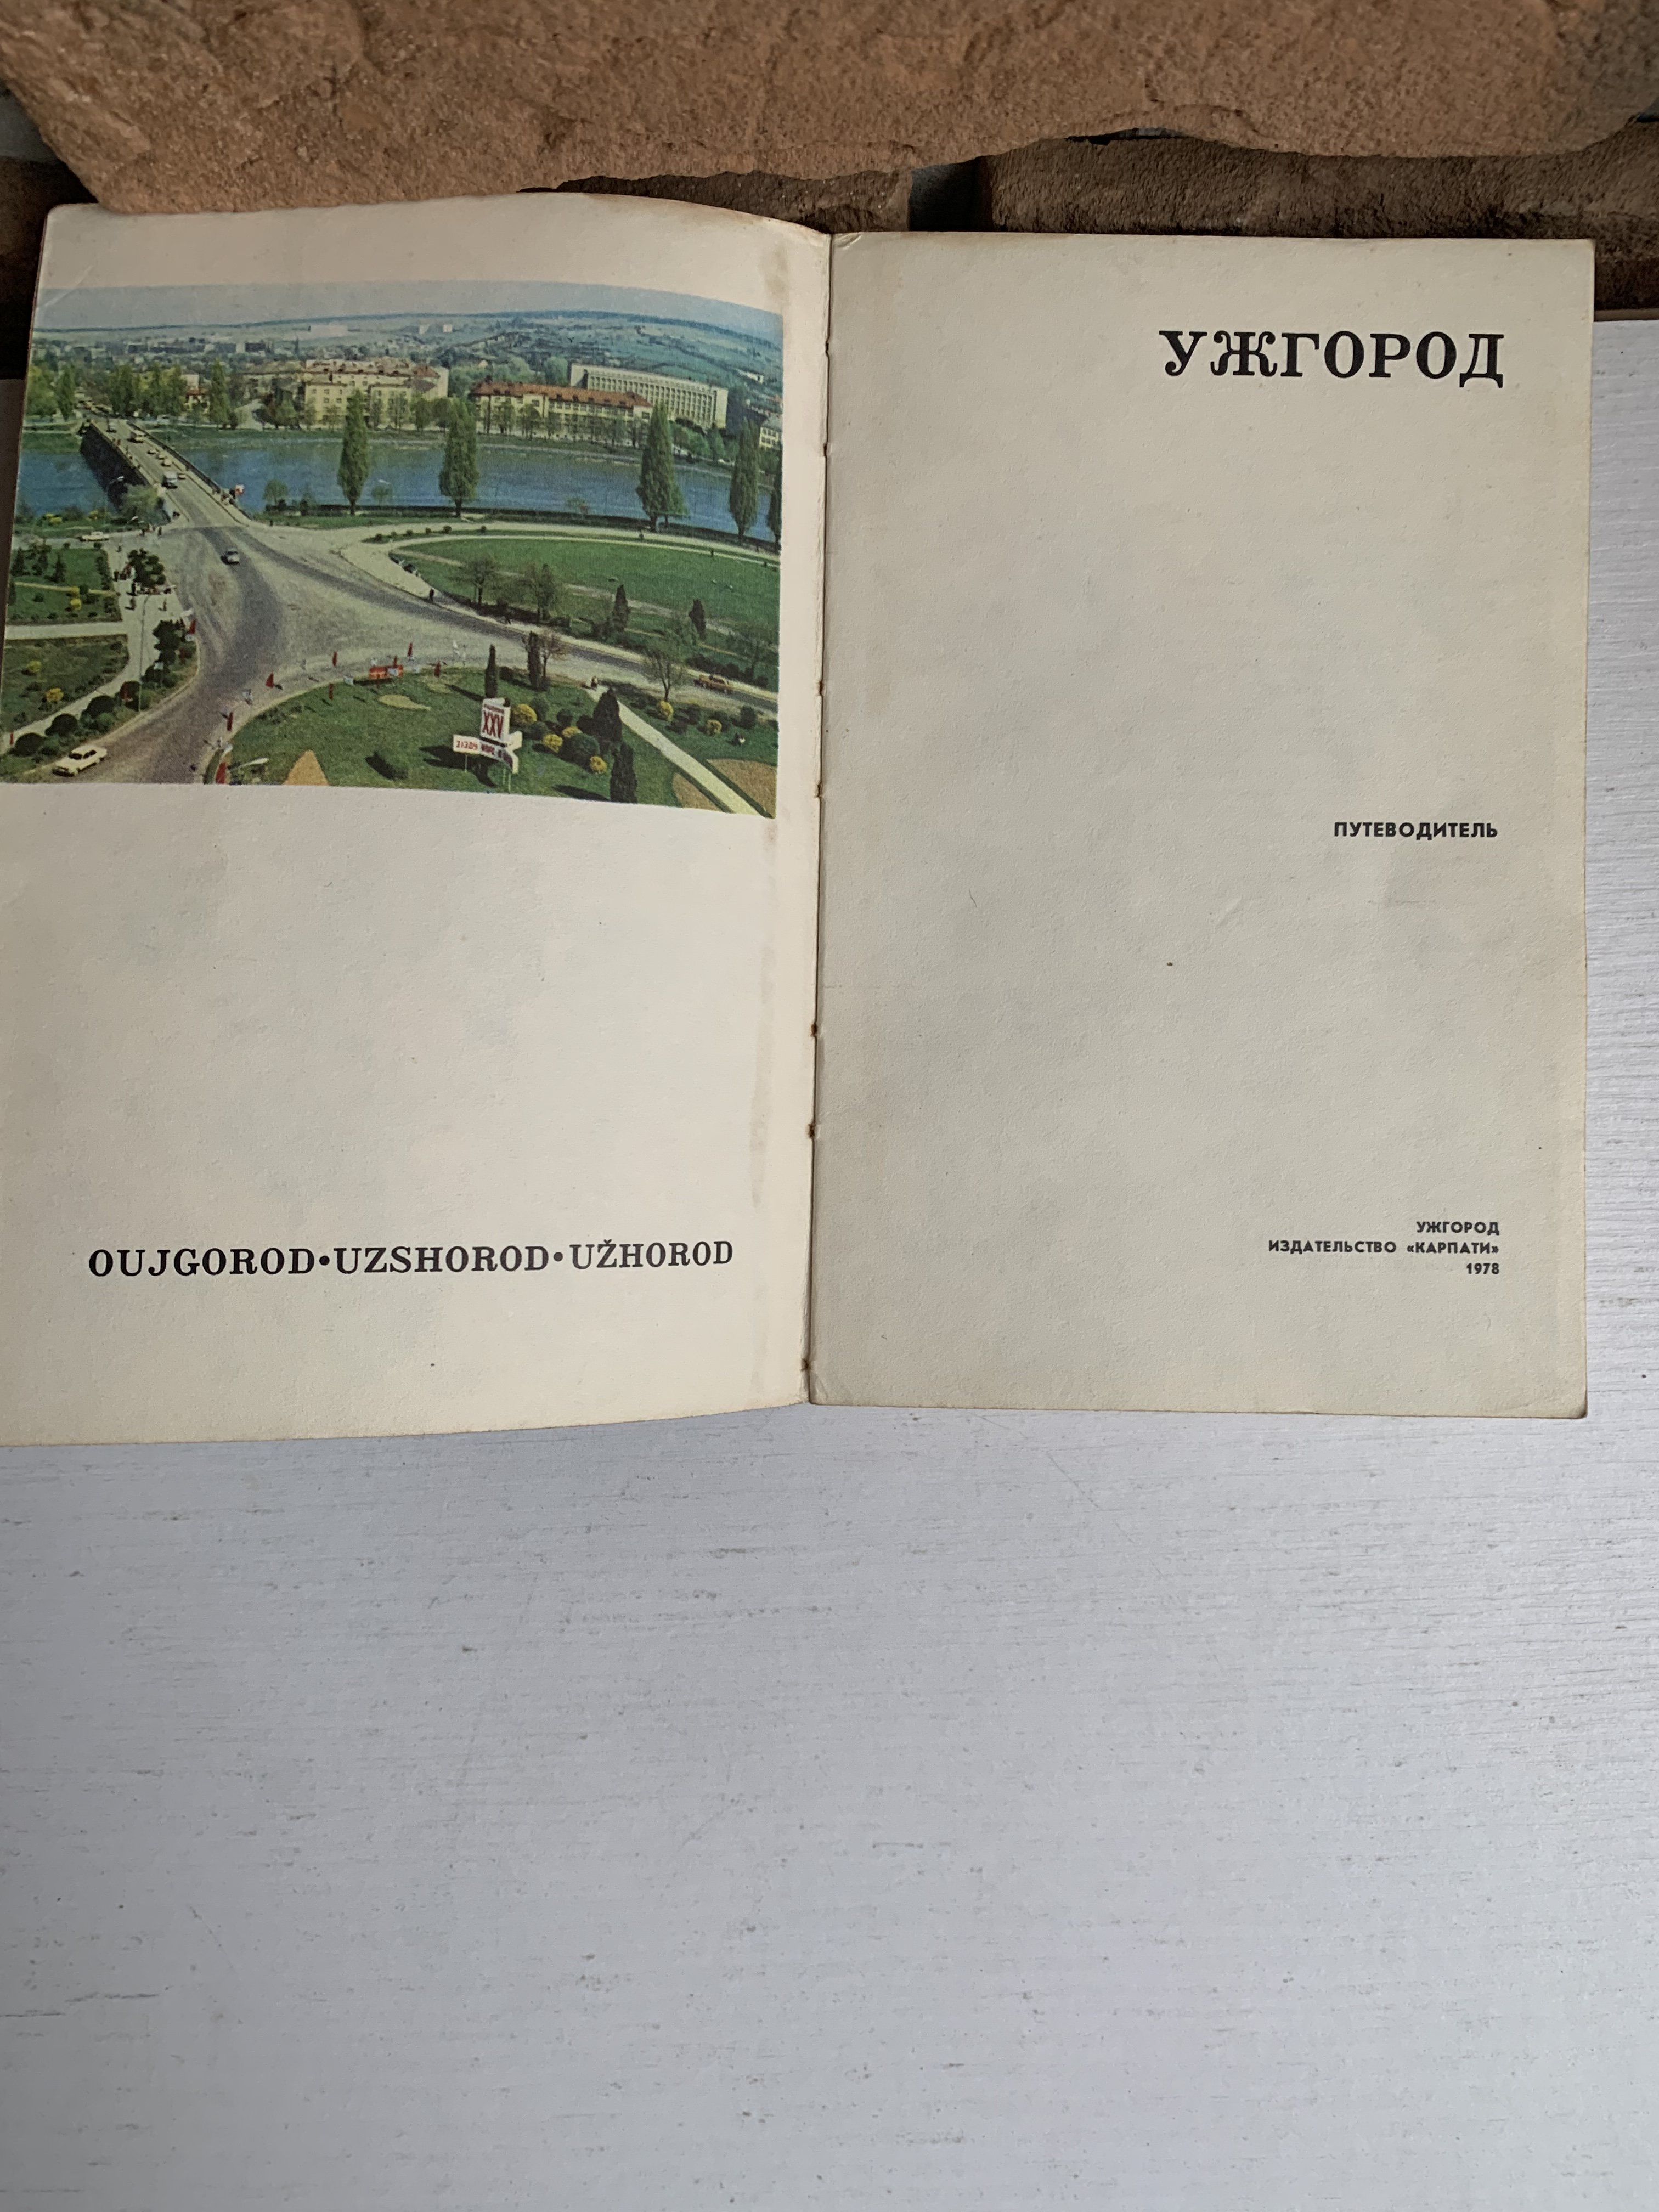 XXV
OUJGOROD•UZSHOROD•UŽHOROD
УЖГОРОД
ПУТЕВОДИТЕЛЬ
УЖГОРОД
ИЗДАТЕЛЬСТВО «КАРПАТИ»
1978